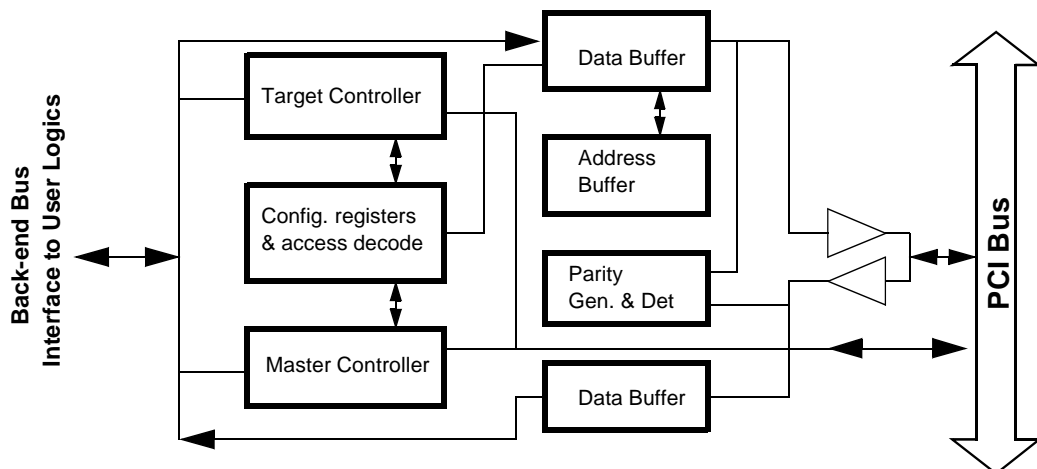 Back-end Bus
Interface to User Logics
Target Controller
Config. registers
& access decode
Master Controller
Data Buffer
Address
Buffer
Parity
Gen. & Det
Data Buffer
PCI Bus